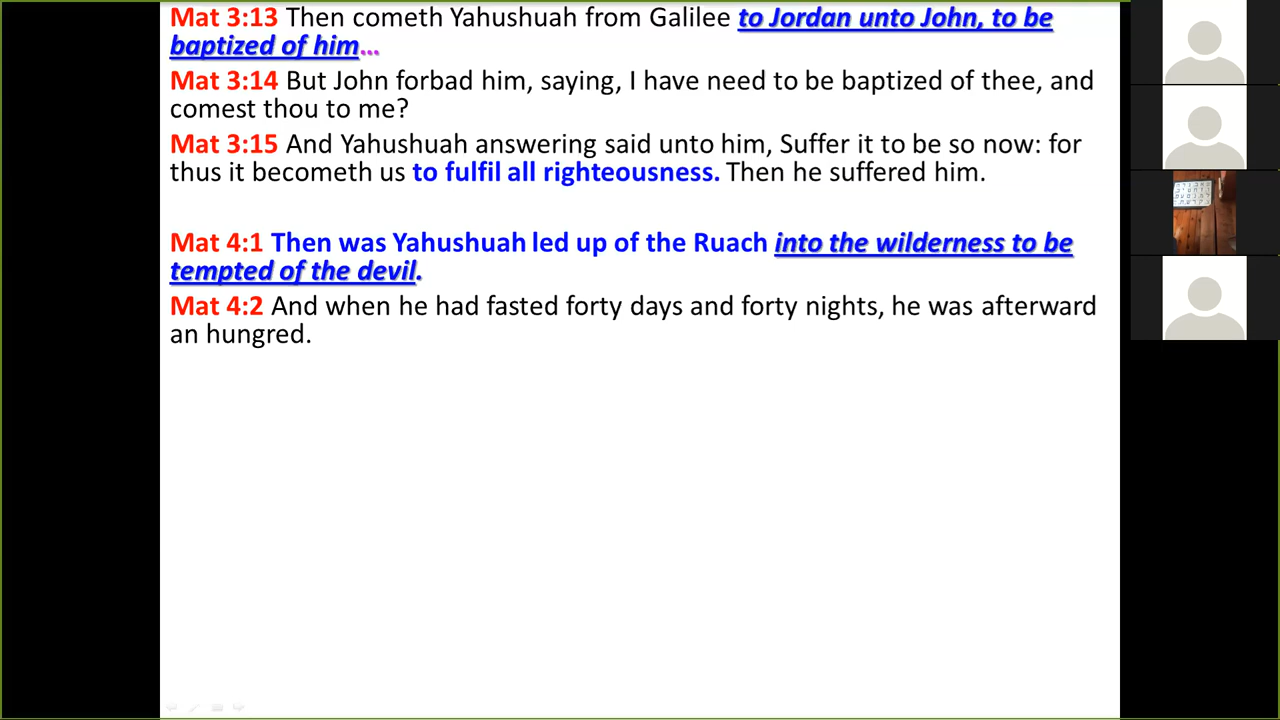 Mat 3:13 Then cometh Yahushuah from Galilee to Jordan unto John, to be
baptized of him...
Mat 3:14 But John forbad him, saying, I have need to be baptized of thee, and
comest thou to me?
Mat 3:15 And Yahushuah answering said unto him, Suffer it to be so now: for
thus it becometh us to fulfil all righteousness. Then he suffered him.
Mat 4:1 Then was Yahushuah led up of the Ruach into the wilderness to be
tempted of the devil.
Mat 4:2 And when he had fasted forty days and forty nights, he was afterward
an hungred.